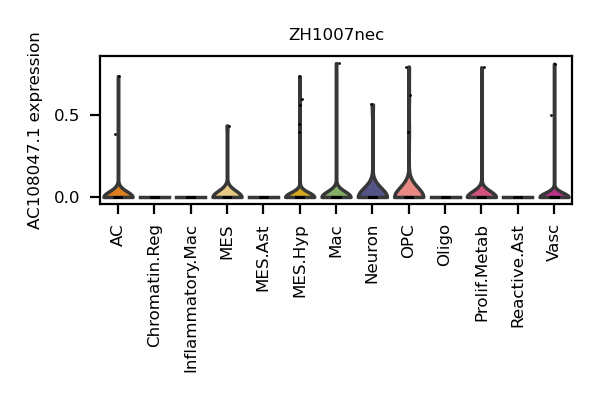 ZH1007nec
AC108047.1 expression
0.5
0.0
AC
Chromatin.Reg
Inflammatory.Mac
MES
MES.Ast
MES.Hyp
Mac
Neuron
OPC
Oligo
Prolif.Metab
Reactive.Ast
Vasc